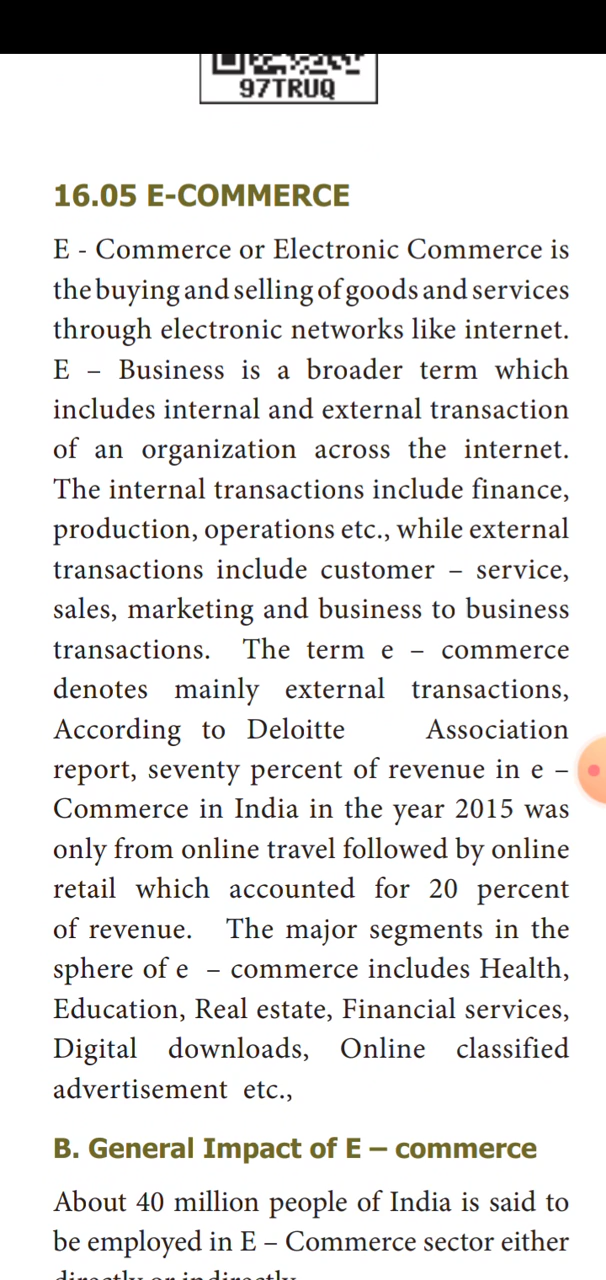 97TRUQ
16.05 E-COMMERCE
E - Commerce or Electronic Commerce is
the buying and selling of goods and services
through electronic networks like internet.
E – Business is a broader term which
includes internal and external transaction
of an organization across the internet.
The internal transactions include finance,
production, operations etc., while external
transactions include customer – service,
sales, marketing and business to business
transactions. The term e – commerce
denotes mainly external transactions,
According to Deloitte Association
report, seventy percent of revenue in e –
Commerce in India in the year 2015 was
only from online travel followed by online
retail which accounted for 20 percent
of revenue. The major segments in the
sphere of e – commerce includes Health,
Education, Real estate, Financial services,
Digital downloads, Online classified
advertisement etc.,
B. General Impact of E – commerce
About 40 million people of India is said to
be employed in E – Commerce sector either
directly or indirectly